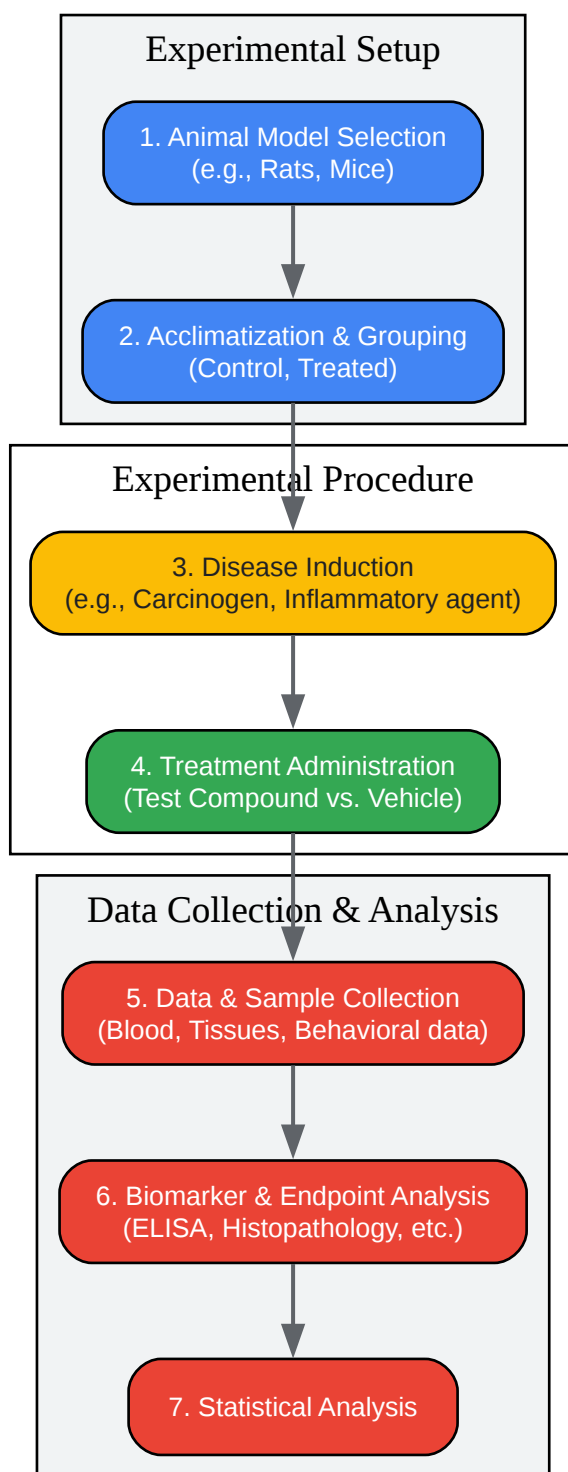 Experimental Setup
1. Animal Model Selection
(e.g., Rats, Mice)
2. Acclimatization & Grouping
(Control, Treated)
Experimental Procedure
3. Disease Induction
(e.g., Carcinogen, Inflammatory agent)
4. Treatment Administration
(Test Compound vs. Vehicle)
Data Collection & Analysis
5. Data & Sample Collection
(Blood, Tissues, Behavioral data)
6. Biomarker & Endpoint Analysis
(ELISA, Histopathology, etc.)
7. Statistical Analysis